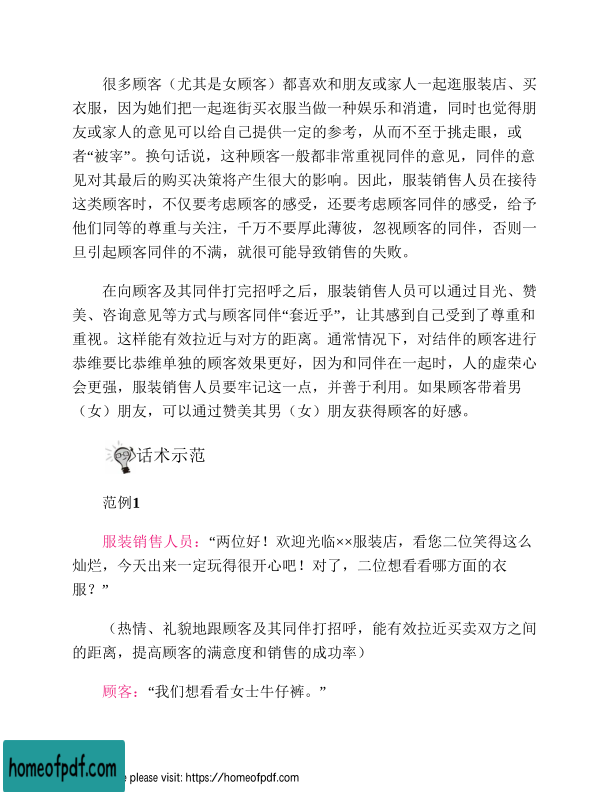 很多顾客（尤其是女顾客）都喜欢和朋友或家人一起逛服装店、买
衣服，因为她们把一起逛街买衣服当做一种娱乐和消遣，同时也觉得朋
友或家人的意见可以给自己提供一定的参考，从而不至于挑走眼，或
者“被宰”。换句话说，这种顾客一般都非常重视同伴的意见，同伴的意
见对其最后的购买决策将产生很大的影响。因此，服装销售人员在接待
这类顾客时，不仅要考虑顾客的感受，还要考虑顾客同伴的感受，给予
他们同等的尊重与关注，千万不要厚此薄彼，忽视顾客的同伴，否则一
旦引起顾客同伴的不满，就很可能导致销售的失败。
在向顾客及其同伴打完招呼之后，服装销售人员可以通过目光、赞
美、咨询意见等方式与顾客同伴“套近乎”，让其感到自己受到了尊重和
重视。这样能有效拉近与对方的距离。通常情况下，对结伴的顾客进行
恭维要比恭维单独的顾客效果更好，因为和同伴在一起时，人的虚荣心
会更强，服装销售人员要牢记这一点，并善于利用。如果顾客带着男
（女）朋友，可以通过赞美其男（女）朋友获得顾客的好感。
话术示范
范例1
服装销售人员：“两位好！欢迎光临××服装店，看您二位笑得这么
灿烂，今天出来一定玩得很开心吧！对了，二位想看看哪方面的衣
服？”
（热情、礼貌地跟顾客及其同伴打招呼，能有效拉近买卖双方之间
的距离，提高顾客的满意度和销售的成功率）
顾客：“我们想看看女士牛仔裤。”
homeofpdf.com
e please visit: https://homeofpdf.com